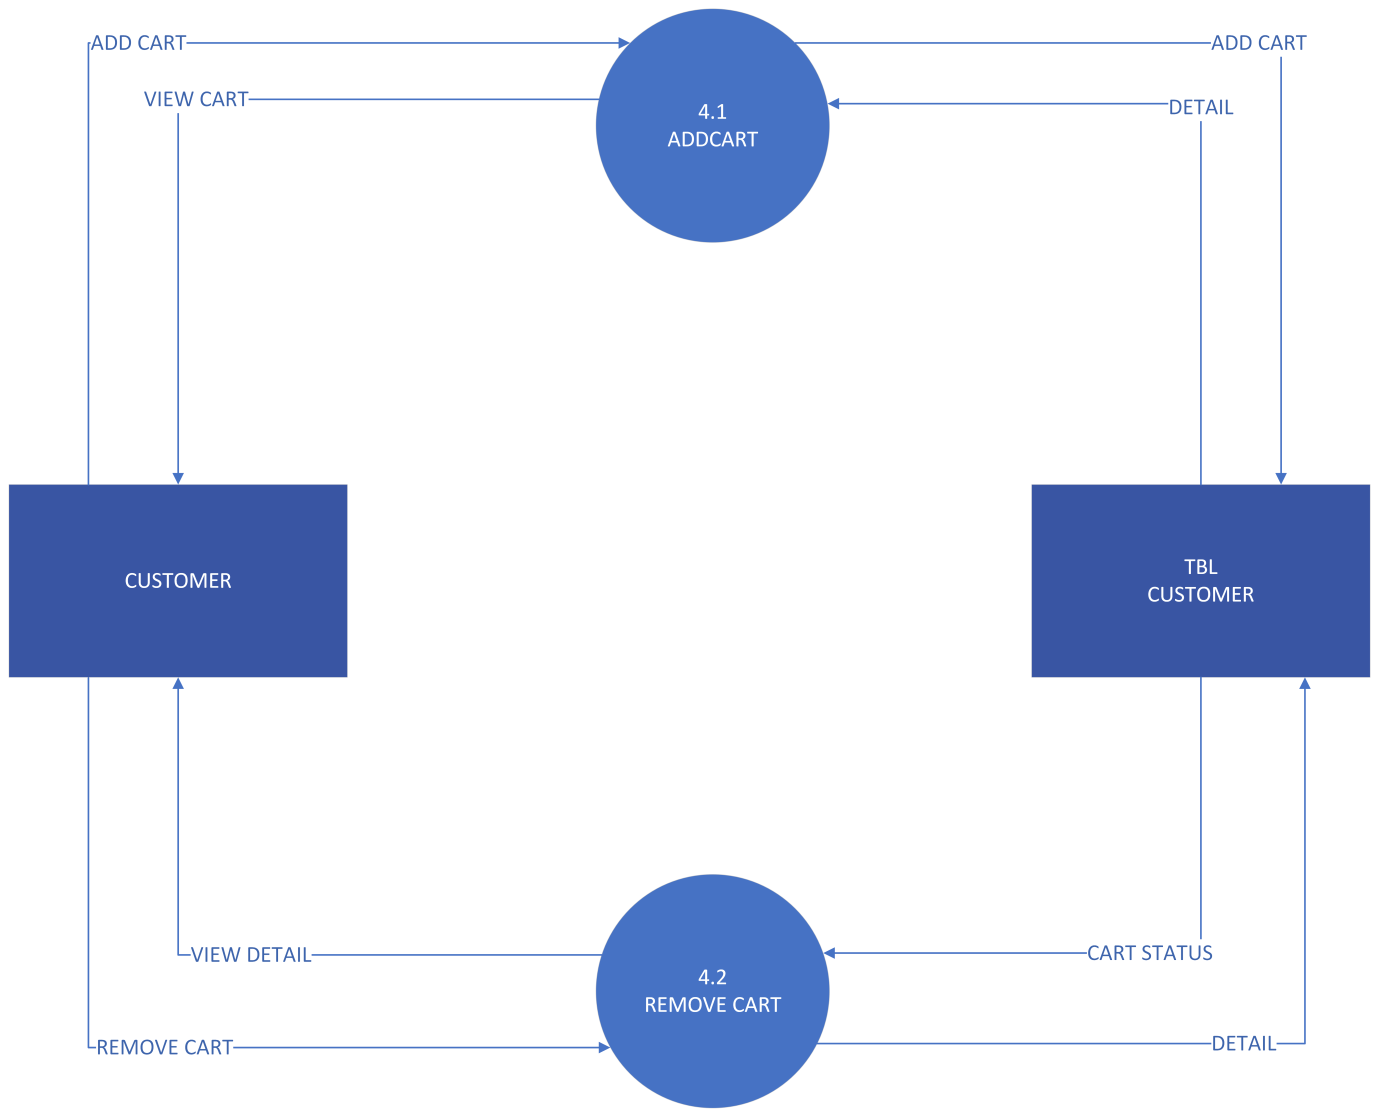 ADD CART
ADD CART
VIEW CART
DETAIL
4.1
ADDCART
CUSTOMER
TBL
CUSTOMER
VIEW DETAIL
CART STATUS
4.2
REMOVE CART
REMOVE CART
DETAIL